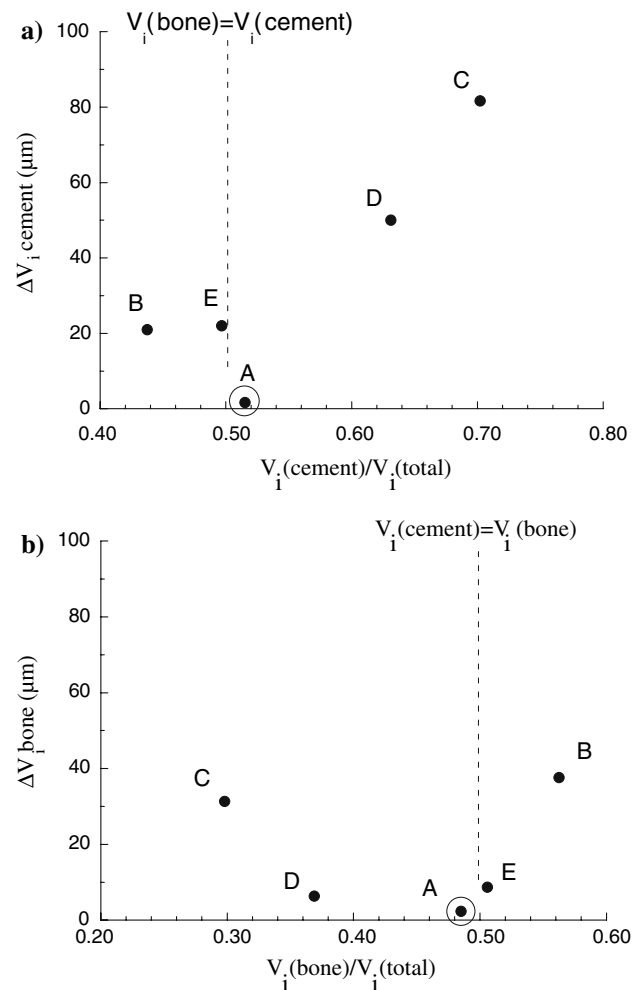 a)
V_i(bone)=V_i(cement)
100
80
60
40
20
0
ΔV_i cement (μm)
C
D
B
E
A
0.40 0.50 0.60 0.70 0.80
V_i(cement)/V_i(total)
b)
V_i(cement)=V_i (bone)
100
80
60
40
20
0
ΔV_i bone (μm)
B
C
D
A
E
0.20 0.30 0.40 0.50 0.60
V_i(bone)/V_i(total)